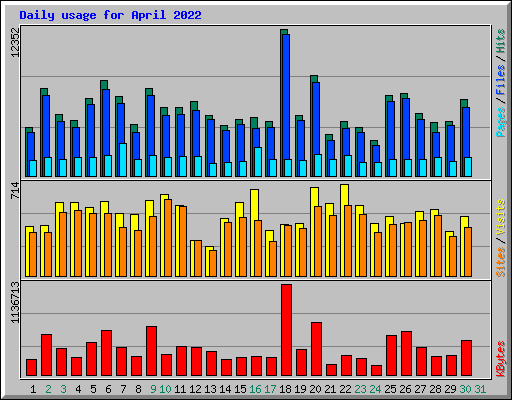 Daily usage for April 2022
12352
714
1136713
Pages / Files / Hits
Sites / Visits
KBytes
1 2 3 4 5 6 7 8 9 10 11 12 13 14 15 16 17 18 19 20 21 22 23 24 25 26 27 28 29 30 31